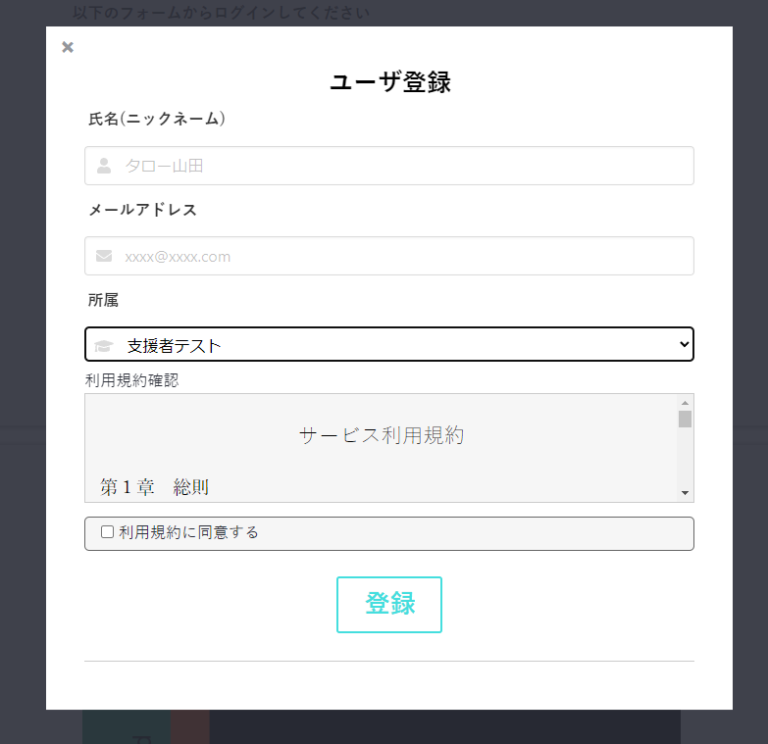 以下のフォームからログインしてください
×
ユーザ登録
氏名(ニックネーム)
タロー山田
メールアドレス
xxxx@xxxx.com
所属
支援者テスト
利用規約確認
サービス利用規約
第1章 総則
利用規約に同意する
登録